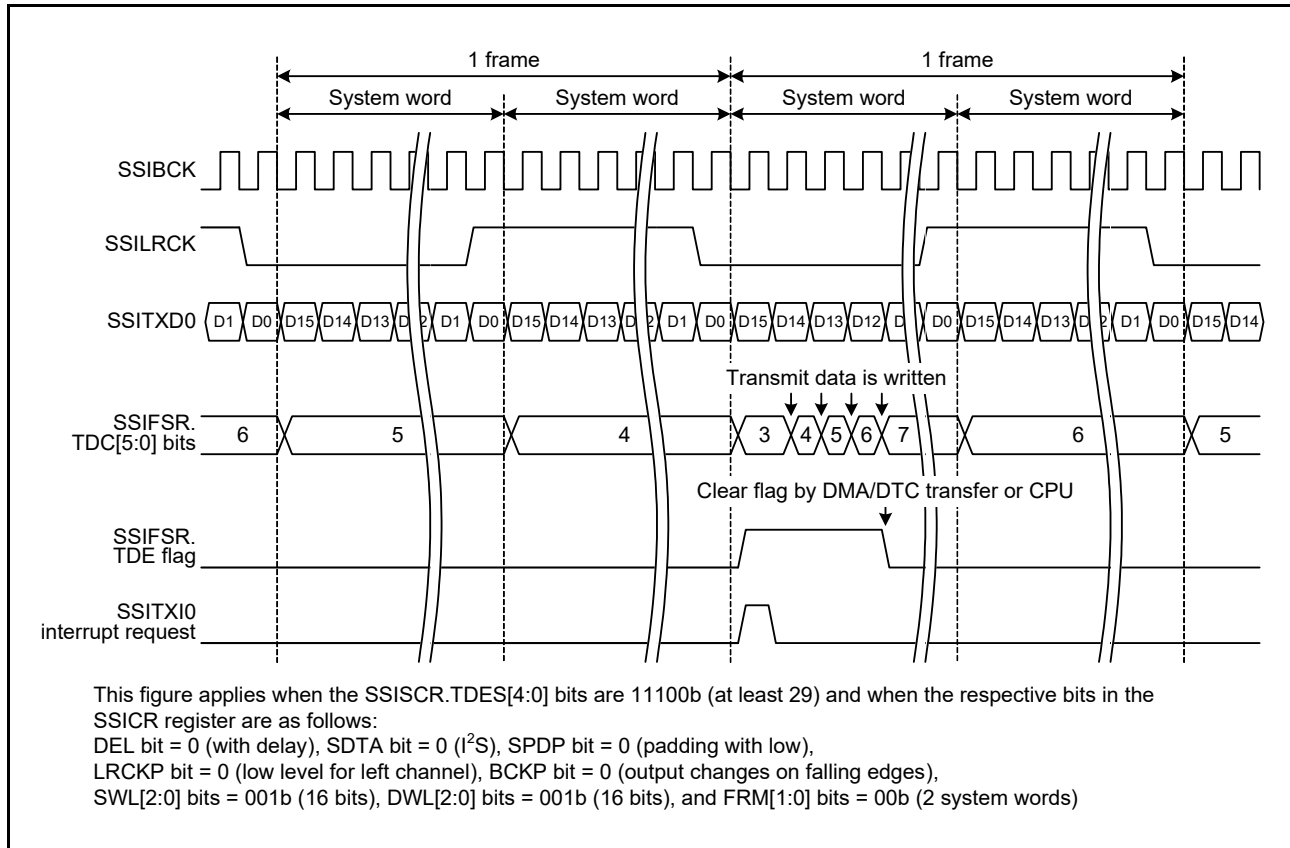 1 frame 1 frame
System word System word System word System word
SSIBCK
SSILRCK
SSITXD0 D1 D0 D15 D14 D13 D1 D0 D15 D14 D13 D1 D0 D15 D14 D13 D12 D0 D15 D14 D13 D1 D0 D15 D14
Transmit data is written
SSIFSR.
TDC[5:0] bits 6 5 4 3 4 5 6 7 6 5
Clear flag by DMA/DTC transfer or CPU
SSIFSR.
TDE flag
SSITXI0
interrupt request
This figure applies when the SSISCR.TDES[4:0] bits are 11100b (at least 29) and when the respective bits in the
SSICR register are as follows:
DEL bit = 0 (with delay), SDTA bit = 0 (I²S), SPDP bit = 0 (padding with low),
LRCKP bit = 0 (low level for left channel), BCKP bit = 0 (output changes on falling edges),
SWL[2:0] bits = 001b (16 bits), DWL[2:0] bits = 001b (16 bits), and FRM[1:0] bits = 00b (2 system words)